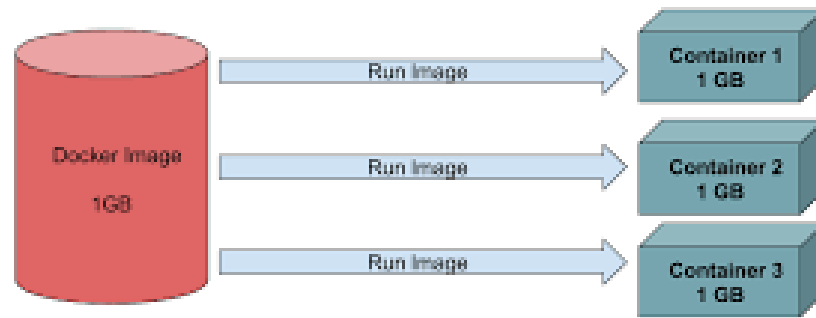 Docker Image
1GB
Run Image
Container 1
1 GB
Run Image
Container 2
1 GB
Run Image
Container 3
1 GB